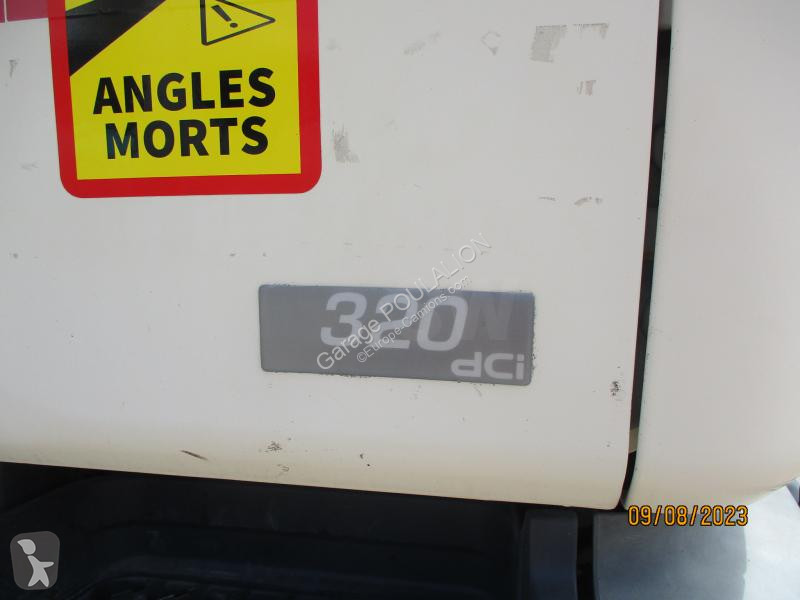 ANGLES
MORTS
320
dCi
Garage POULALION
©Europe-Camions.com
09/08/2023